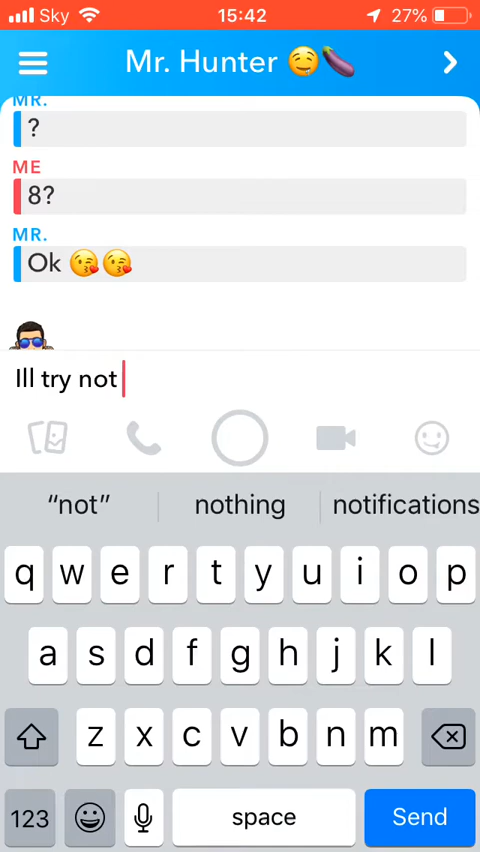 Sky 15:42 27%
Mr. Hunter 🤤🍆
MR.
?
ME
8?
MR.
Ok 😘😘
Ill try not
“not” nothing notifications
q w e r t y u i o p
a s d f g h j k l
z x c v b n m
123 space Send